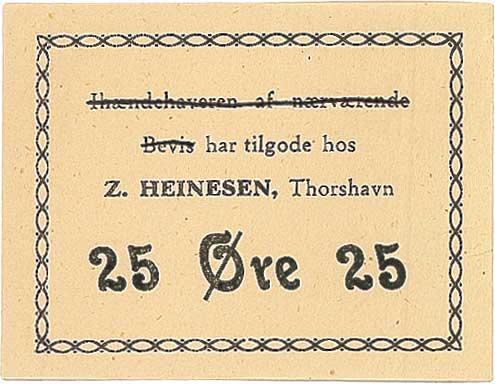 Ihændehaveren af nærværende
Bevis har tilgode hos
Z. HEINESEN, Thorshavn
25 Øre 25